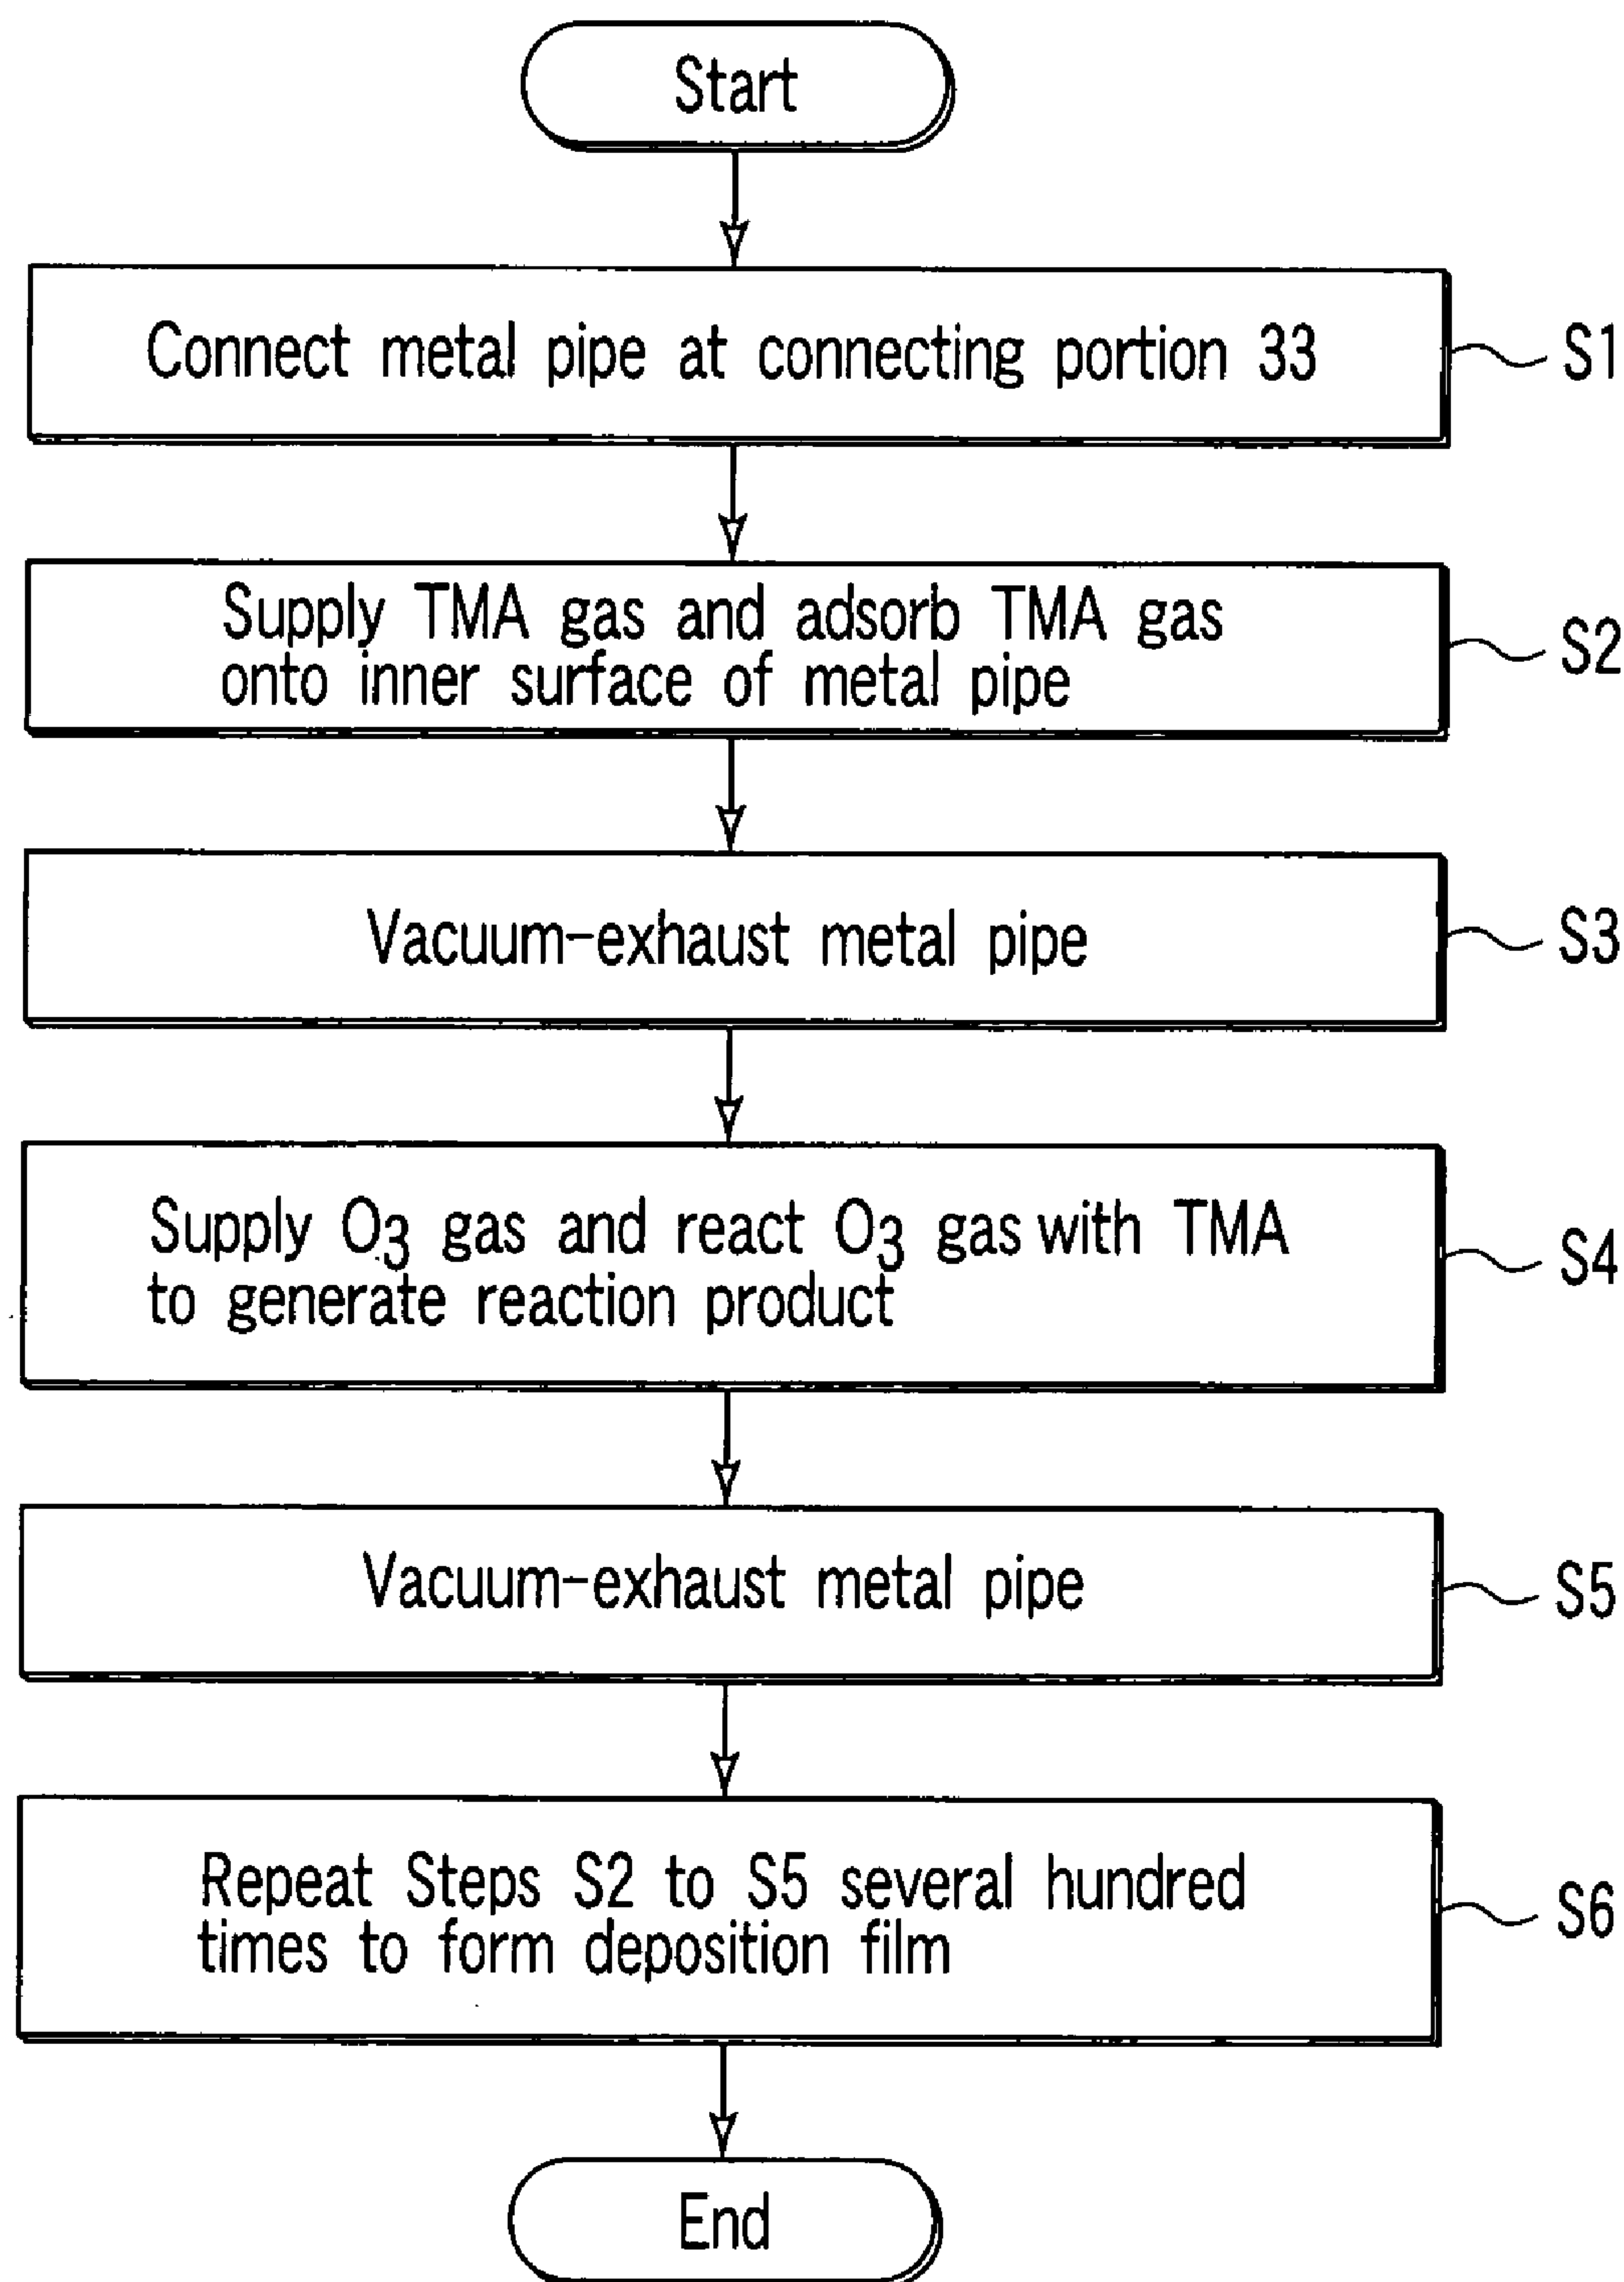 Start
Connect metal pipe at connecting portion 33
S1
Supply TMA gas and adsorb TMA gas
onto inner surface of metal pipe
S2
Vacuum-exhaust metal pipe
S3
Supply O3 gas and react O3 gas with TMA
to generate reaction product
S4
Vacuum-exhaust metal pipe
S5
Repeat Steps S2 to S5 several hundred
times to form deposition film
S6
End